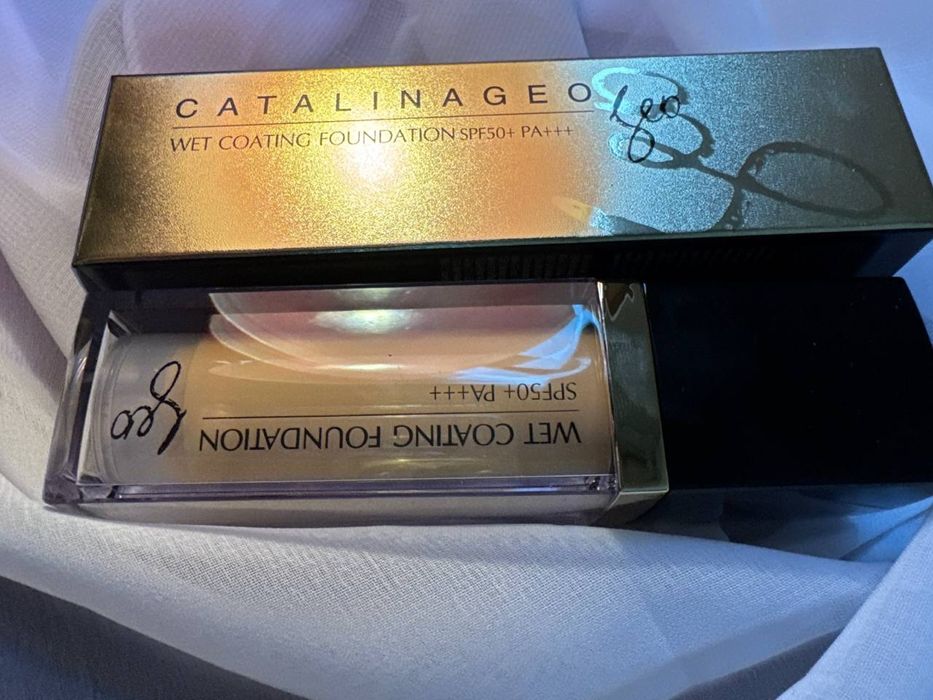 CATALINAGEO
WET COATING FOUNDATION SPF50+ PA+++
geo
geo
WET COATING FOUNDATION
SPF50+ PA+++